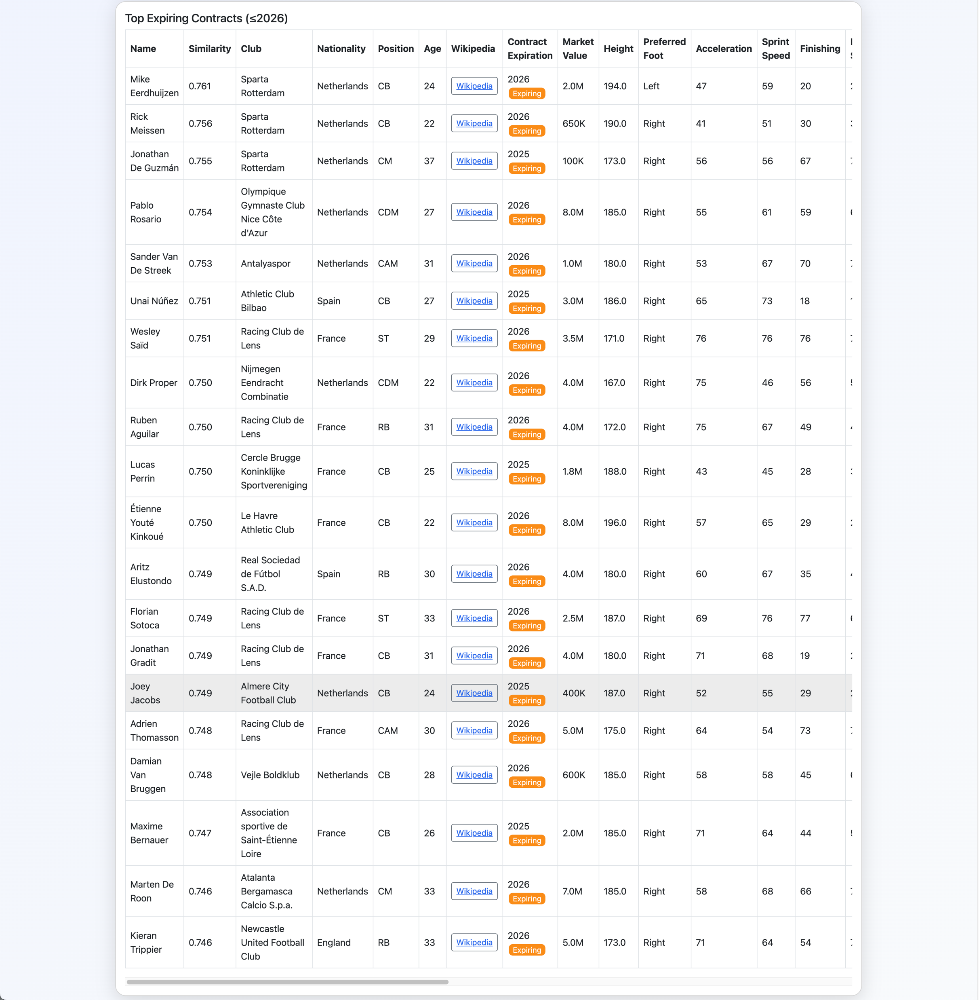 Top Expiring Contracts (≤2026)
Name Similarity Club Nationality Position Age Wikipedia Contract Expiration Market Value Height Preferred Foot Acceleration Sprint Speed Finishing
Mike Eerdhuijzen 0.761 Sparta Rotterdam Netherlands CB 24 Wikipedia 2026 Expiring 2.0M 194.0 Left 47 59 20
Rick Meissen 0.756 Sparta Rotterdam Netherlands CB 22 Wikipedia 2026 Expiring 650K 190.0 Right 41 51 30
Jonathan De Guzmán 0.755 Sparta Rotterdam Netherlands CM 37 Wikipedia 2025 Expiring 100K 173.0 Right 56 56 67
Pablo Rosario 0.754 Olympique Gymnaste Club Nice Côte d'Azur Netherlands CDM 27 Wikipedia 2026 Expiring 8.0M 185.0 Right 55 61 59
Sander Van De Streek 0.753 Antalyaspor Netherlands CAM 31 Wikipedia 2026 Expiring 1.0M 180.0 Right 53 67 70
Unai Núñez 0.751 Athletic Club Bilbao Spain CB 27 Wikipedia 2025 Expiring 3.0M 186.0 Right 65 73 18
Wesley Saïd 0.751 Racing Club de Lens France ST 29 Wikipedia 2026 Expiring 3.5M 171.0 Right 76 76 76
Dirk Proper 0.750 Nijmegen Eendracht Combinatie Netherlands CDM 22 Wikipedia 2026 Expiring 4.0M 167.0 Right 75 46 56
Ruben Aguilar 0.750 Racing Club de Lens France RB 31 Wikipedia 2026 Expiring 4.0M 172.0 Right 75 67 49
Lucas Perrin 0.750 Cercle Brugge Koninklijke Sportvereniging France CB 25 Wikipedia 2025 Expiring 1.8M 188.0 Right 43 45 28
Étienne Youté Kinkoué 0.750 Le Havre Athletic Club France CB 22 Wikipedia 2026 Expiring 8.0M 196.0 Right 57 65 29
Aritz Elustondo 0.749 Real Sociedad de Fútbol S.A.D. Spain RB 30 Wikipedia 2026 Expiring 4.0M 180.0 Right 60 67 35
Florian Sotoca 0.749 Racing Club de Lens France ST 33 Wikipedia 2026 Expiring 2.5M 187.0 Right 69 76 77
Jonathan Gradit 0.749 Racing Club de Lens France CB 31 Wikipedia 2026 Expiring 4.0M 180.0 Right 71 68 19
Joey Jacobs 0.749 Almere City Football Club Netherlands CB 24 Wikipedia 2025 Expiring 400K 187.0 Right 52 55 29
Adrien Thomasson 0.748 Racing Club de Lens France CAM 30 Wikipedia 2026 Expiring 5.0M 175.0 Right 64 54 73
Damian Van Bruggen 0.748 Vejle Boldklub Netherlands CB 28 Wikipedia 2026 Expiring 600K 185.0 Right 58 58 45
Maxime Bernauer 0.747 Association sportive de Saint-Étienne Loire France CB 26 Wikipedia 2025 Expiring 2.0M 185.0 Right 71 64 44
Marten De Roon 0.746 Atalanta Bergamasca Calcio S.p.a. Netherlands CM 33 Wikipedia 2026 Expiring 7.0M 185.0 Right 58 68 66
Kieran Trippier 0.746 Newcastle United Football Club England RB 33 Wikipedia 2026 Expiring 5.0M 173.0 Right 71 64 54